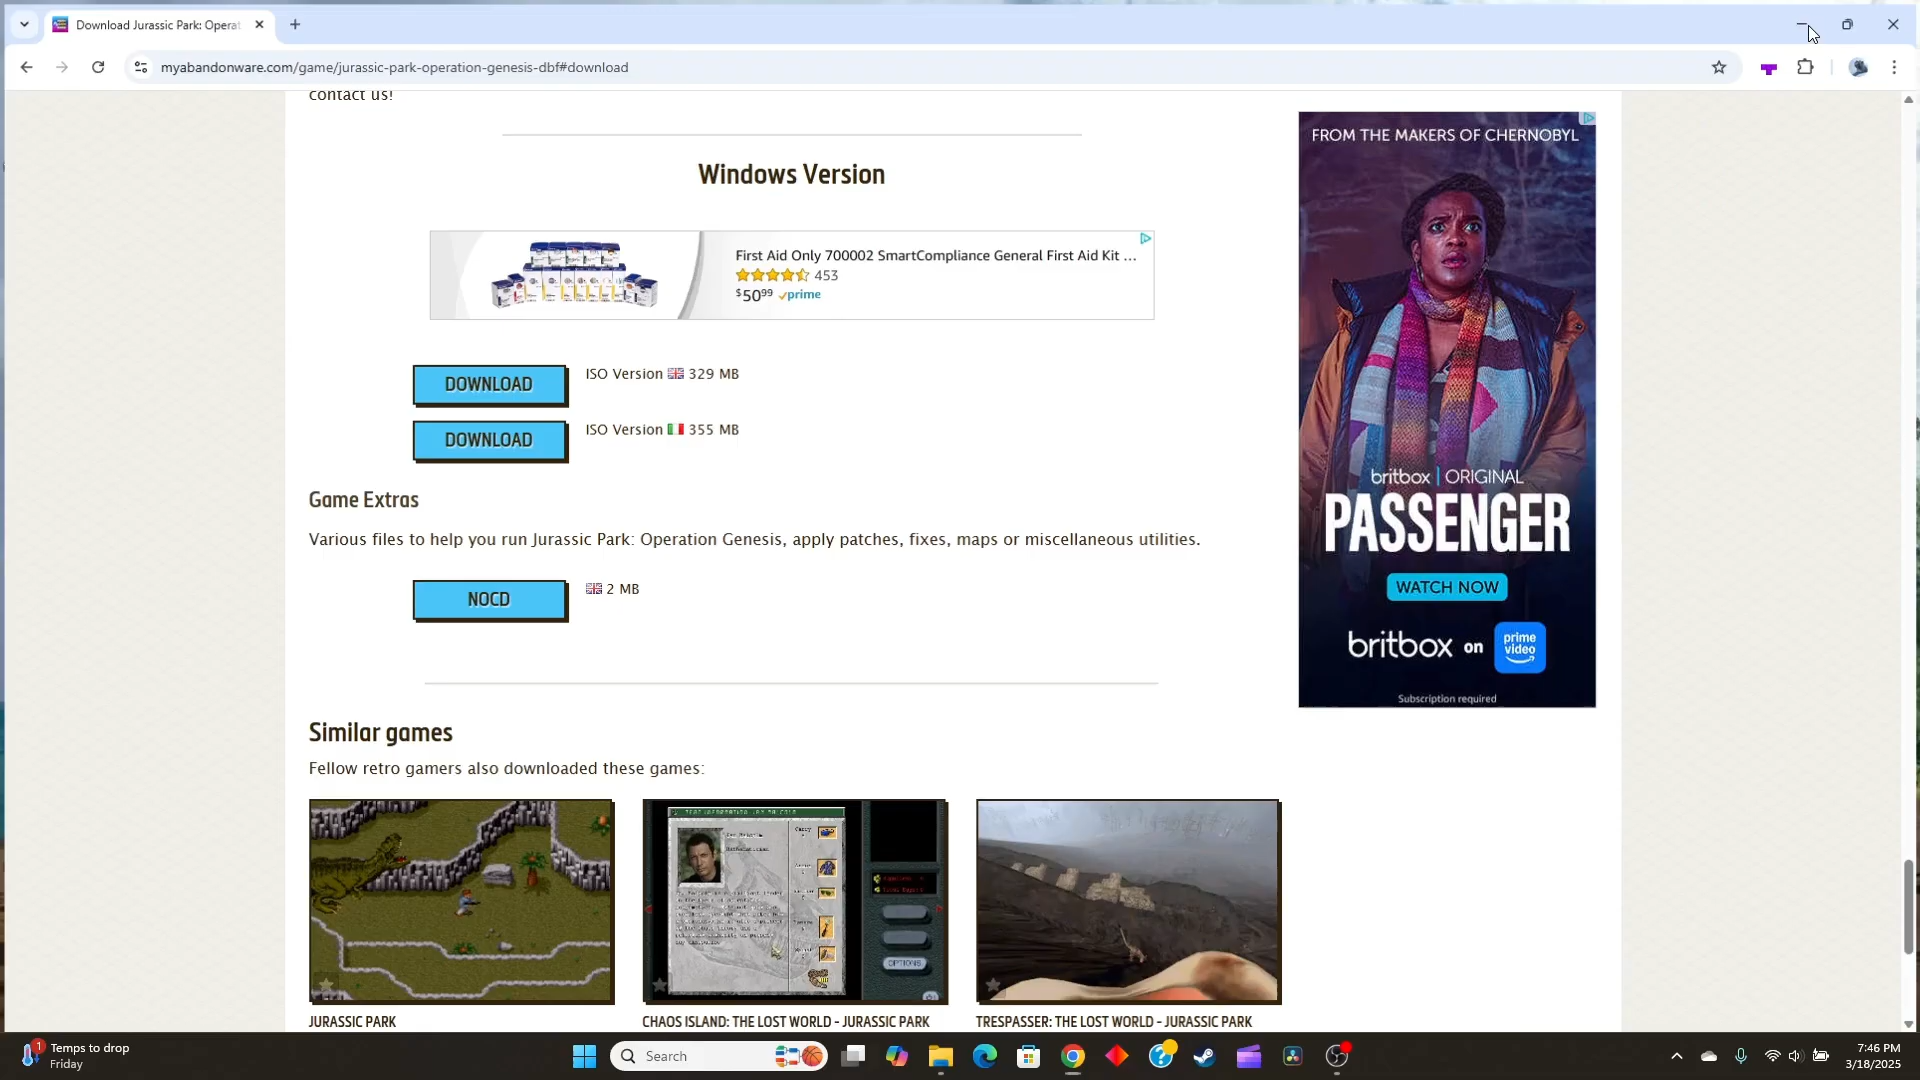 Download Jurassic Park: Operat
myabandonware.com/game/jurassic-park-operation-genesis-dbf#download
contact us!
Windows Version
First Aid Only 700002 SmartCompliance General First Aid Kit ...
453
$5099 prime
DOWNLOAD
ISO Version 329 MB
DOWNLOAD
ISO Version 355 MB
Game Extras
Various files to help you run Jurassic Park: Operation Genesis, apply patches, fixes, maps or miscellaneous utilities.
NOCD
2 MB
Similar games
Fellow retro gamers also downloaded these games:
OPTIONS
JURASSIC PARK
CHAOS ISLAND: THE LOST WORLD - JURASSIC PARK
TRESPASSER: THE LOST WORLD - JURASSIC PARK
FROM THE MAKERS OF CHERNOBYL
britbox | ORIGINAL
PASSENGER
WATCH NOW
britbox on prime video
Subscription required
1
Temps to drop
Friday
Search
7:46 PM
3/18/2025